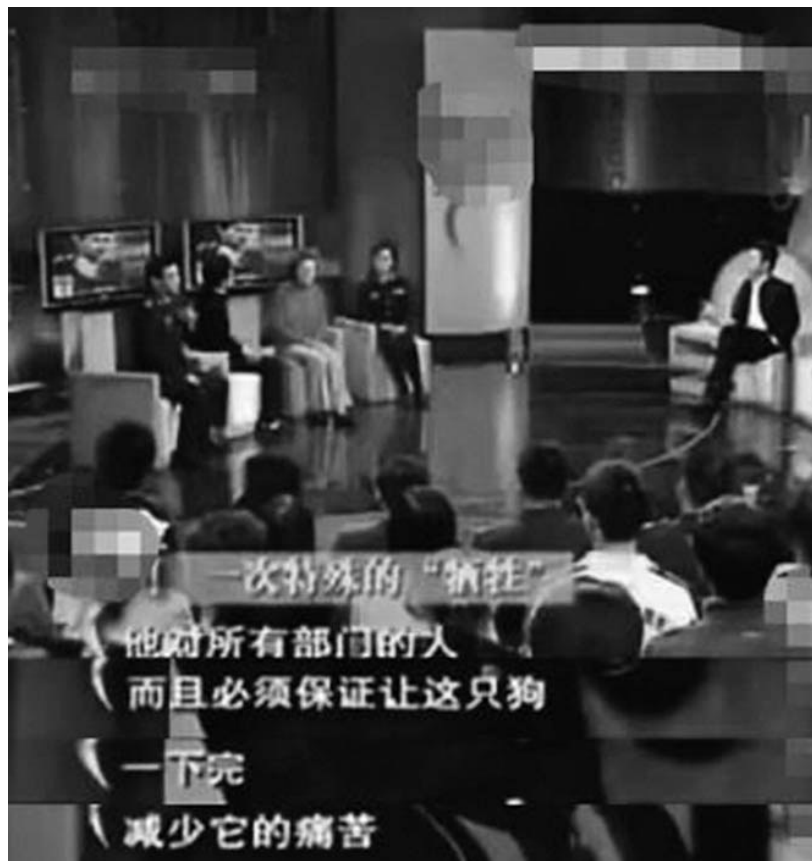 一次特殊的“牺牲”
他对所有部门的人
而且必须保证让这只狗
一下完
减少它的痛苦